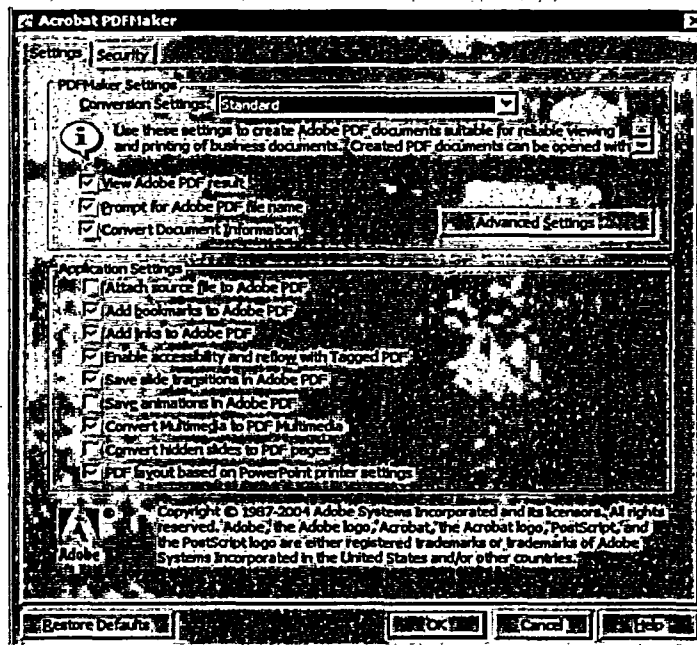 Acrobat PDFMaker
Settings
Security
PDFMaker Settings
Conversion Settings: Standard
Use these settings to create Adobe PDF documents suitable for reliable viewing
and printing of business documents. Created PDF documents can be opened with
View Adobe PDF result
Prompt for Adobe PDF file name
Convert Document Information
Advanced Settings
Application Settings
Attach source file to Adobe PDF
Add bookmarks to Adobe PDF
Add links to Adobe PDF
Enable accessibility and reflow with Tagged PDF
Save slide transitions in Adobe PDF
Save animations in Adobe PDF
Convert Multimedia to PDF Multimedia
Convert hidden slides to PDF pages
PDF layout based on PowerPoint printer settings
Copyright © 1987-2004 Adobe Systems Incorporated and its licensors. All rights
reserved. Adobe, the Adobe logo, Acrobat, the Acrobat logo, PostScript, and
the PostScript logo are either registered trademarks or trademarks of Adobe
Systems Incorporated in the United States and/or other countries.
Adobe
Restore Defaults
OK
Cancel
Help